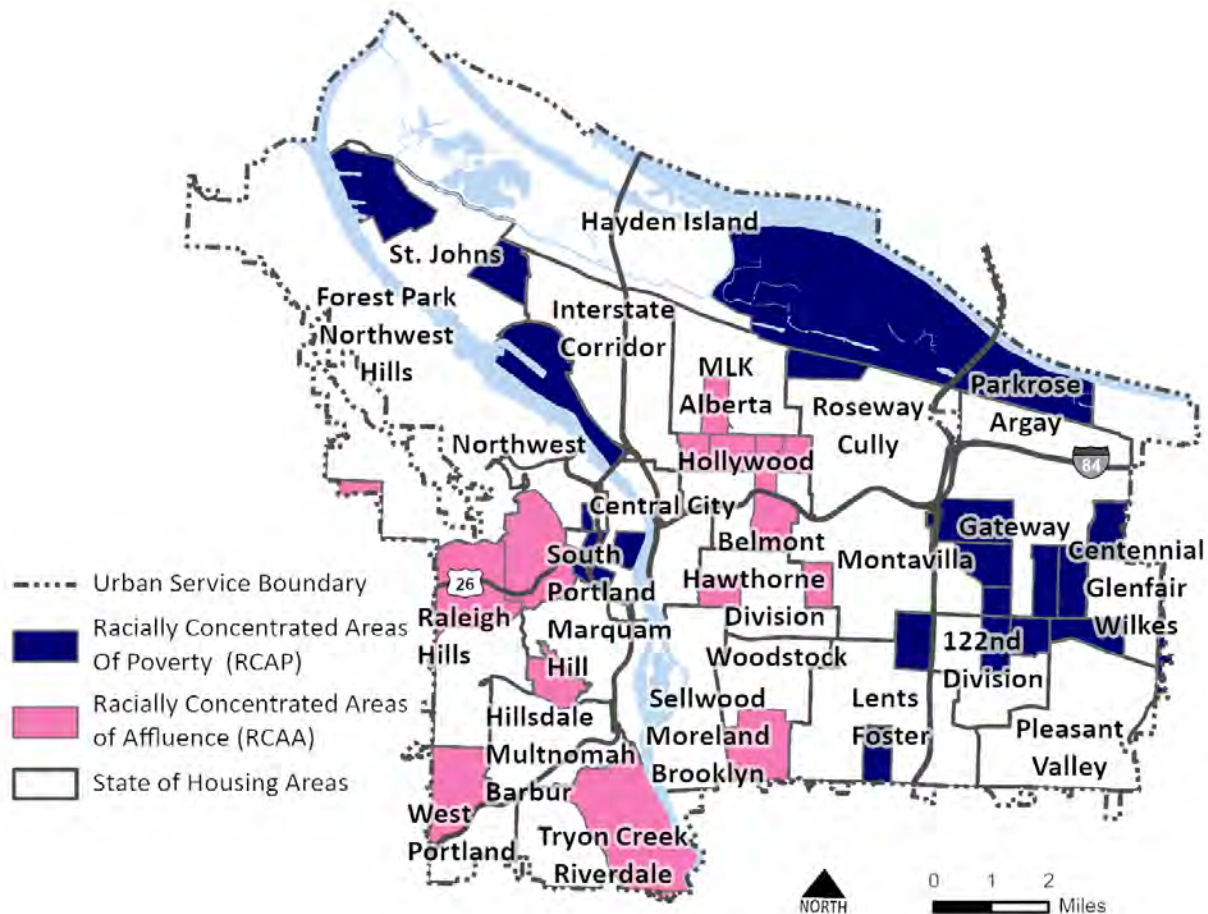 Hayden Island
St. Johns
Forest Park
Northwest
Hills
Interstate
Corridor
MLK
Alberta
Parkrose
Argay
Roseway
Cully
Northwest
Hollywood
84
Central City
Gateway
Belmont
Montavilla
Centennial
Glenfair
Wilkes
South
Portland
26
Hawthorne
Division
Raleigh
Hills
Marquam
Hill
Woodstock
122nd
Division
Sellwood
Moreland
Brooklyn
Lents
Foster
Hillsdale
Multnomah
Barbur
Pleasant
Valley
West
Portland
Tryon Creek
Riverdale
Urban Service Boundary
Racially Concentrated Areas
Of Poverty (RCAP)
Racially Concentrated Areas
of Affluence (RCAA)
State of Housing Areas
NORTH
0 1 2
Miles